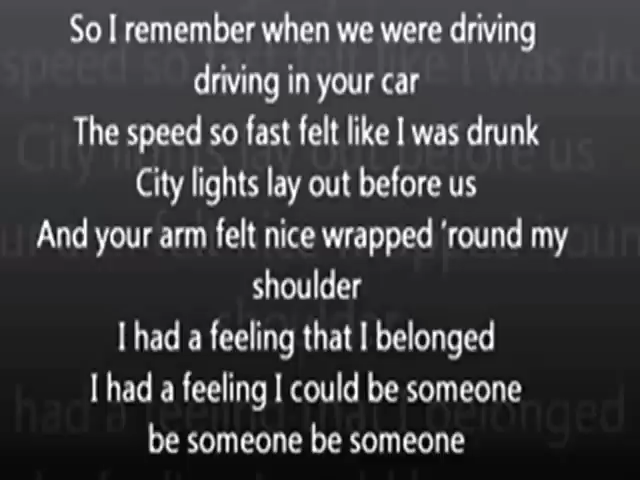 So I remember when we were driving
driving in your car
The speed so fast felt like I was drunk
City lights lay out before us
And your arm felt nice wrapped 'round my
shoulder
I had a feeling that I belonged
I had a feeling I could be someone
be someone be someone